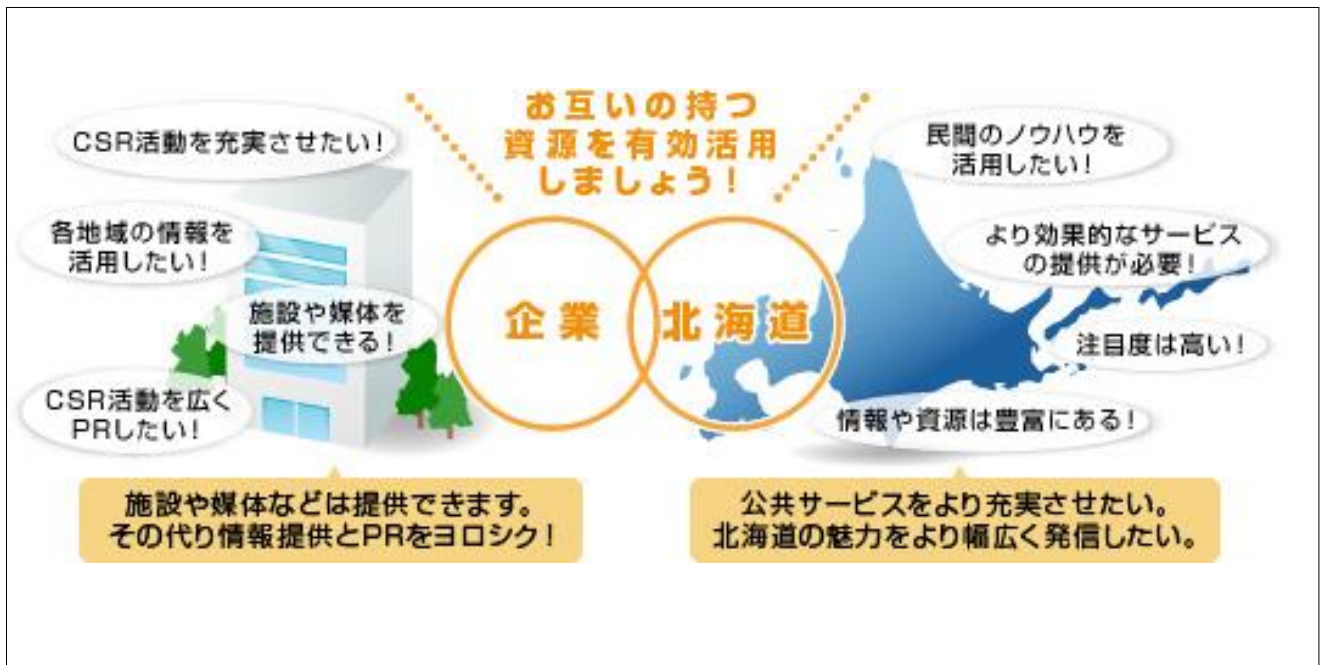 お互いの持つ
資源を有効活用
しましょう!
CSR活動を充実させたい!
各地域の情報を
活用したい!
施設や媒体を
提供できる!
CSR活動を広く
PRしたい!
企業
北海道
民間のノウハウを
活用したい!
より効果的なサービス
の提供が必要!
注目度は高い!
情報や資源は豊富にある!
施設や媒体などは提供できます。
その代り情報提供とPRをヨロシク!
公共サービスをより充実させたい。
北海道の魅力をより幅広く発信したい。